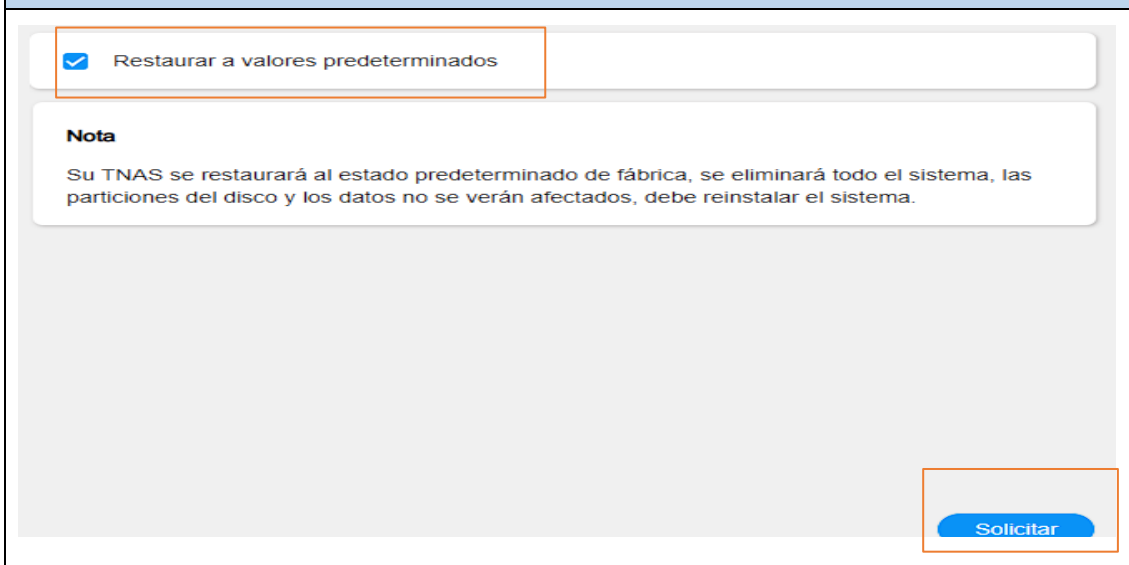 Restaurar a valores predeterminados
Nota
Su TNAS se restaurará al estado predeterminado de fábrica, se eliminará todo el sistema, las
particiones del disco y los datos no se verán afectados, debe reinstalar el sistema.
Solicitar